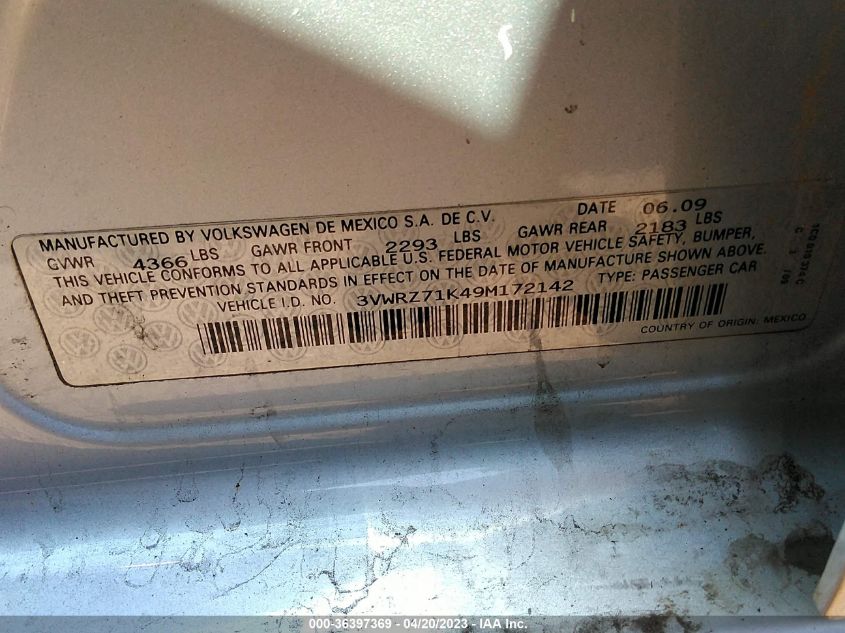 MANUFACTURED BY VOLKSWAGEN DE MEXICO S.A. DE C.V. DATE 06.09
GVWR 4366 LBS GAWR FRONT 2293 LBS GAWR REAR 2183 LBS
THIS VEHICLE CONFORMS TO ALL APPLICABLE U.S. FEDERAL MOTOR VEHICLE SAFETY, BUMPER,
AND THEFT PREVENTION STANDARDS IN EFFECT ON THE DATE OF MANUFACTURE SHOWN ABOVE.
VEHICLE I.D. NO. 3VWRZ71K49M172142 TYPE: PASSENGER CAR
COUNTRY OF ORIGIN: MEXICO
000-36397369 - 04/20/2023 - IAA Inc.